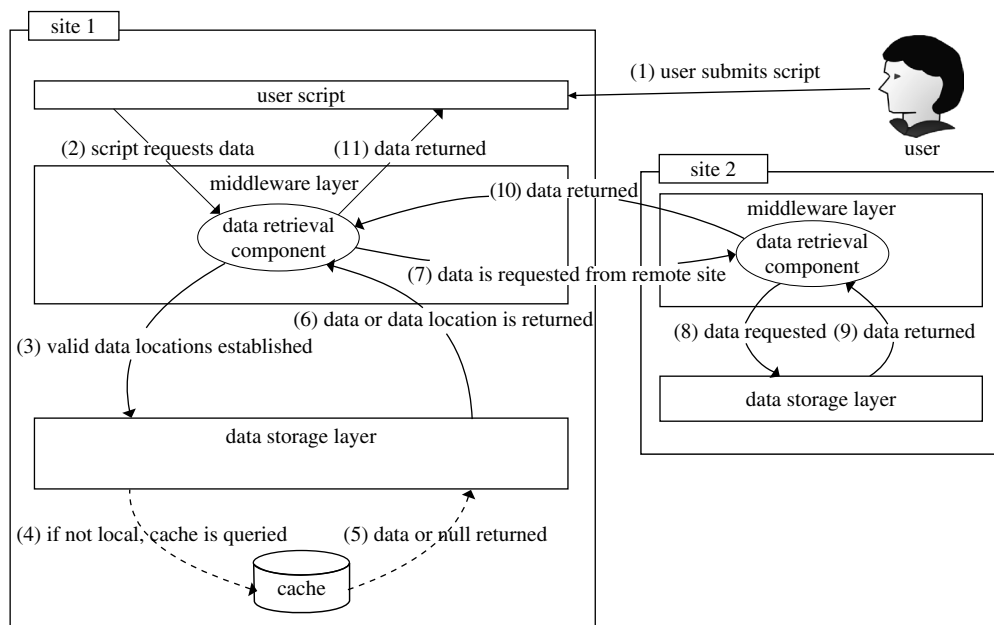 site 1
(1) user submits script
user script
user
(2) script requests data
(11) data returned
site 2
middleware layer
(10) data returned
middleware layer
data retrieval
component
data retrieval
component
(7) data is requested from remote site
(6) data or data location is returned
(8) data requested
(9) data returned
(3) valid data locations established
data storage layer
data storage layer
(4) if not local, cache is queried
(5) data or null returned
cache